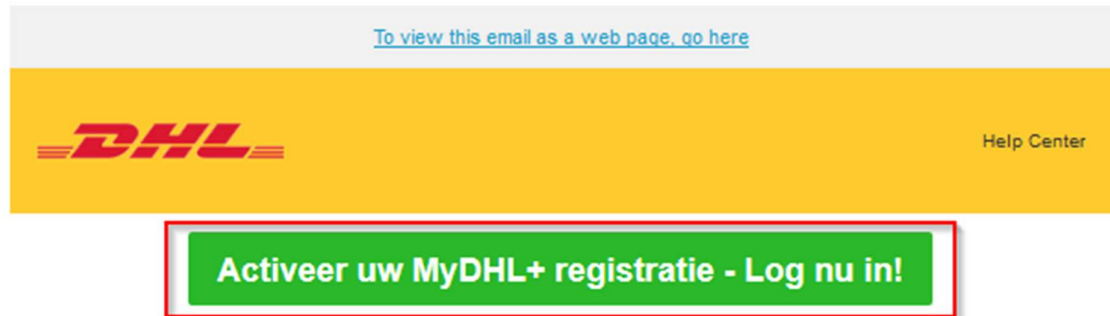 To view this email as a web page, go here
DHL
Help Center
Activeer uw MyDHL+ registratie - Log nu in!